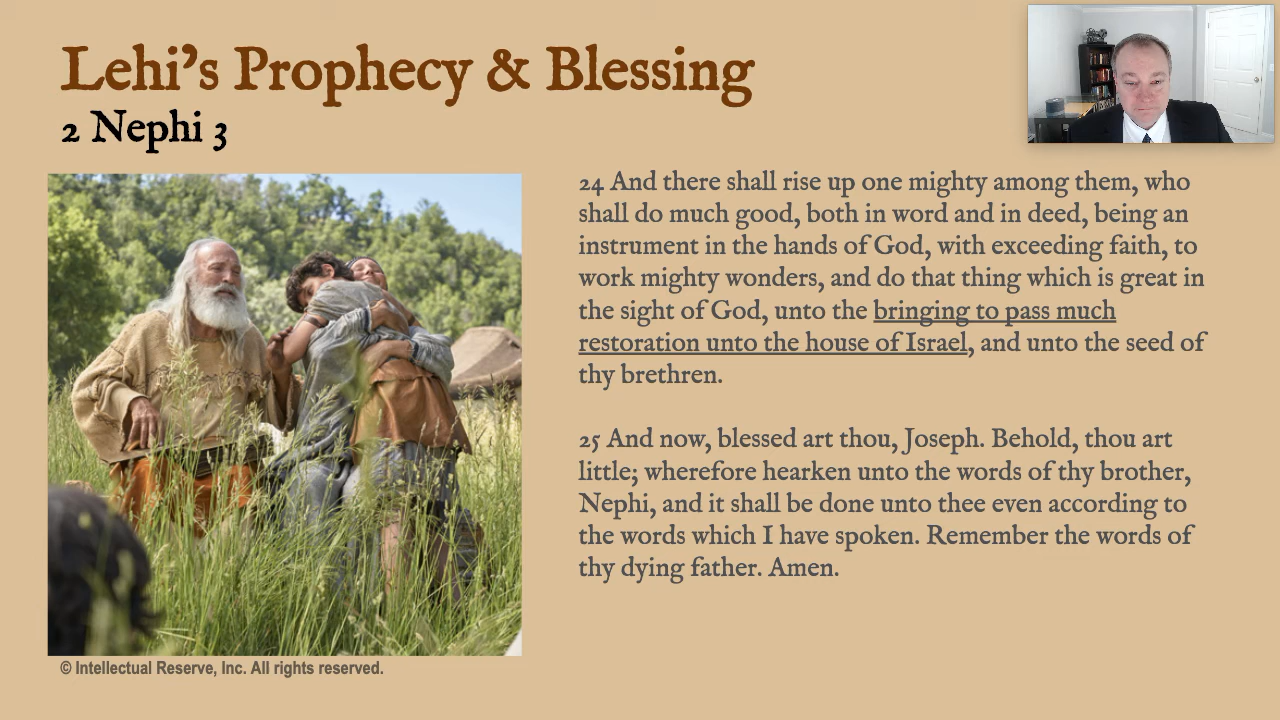 Lehi's Prophecy & Blessing
2 Nephi 3
24 And there shall rise up one mighty among them, who
shall do much good, both in word and in deed, being an
instrument in the hands of God, with exceeding faith, to
work mighty wonders, and do that thing which is great in
the sight of God, unto the bringing to pass much
restoration unto the house of Israel, and unto the seed of
thy brethren.
25 And now, blessed art thou, Joseph. Behold, thou art
little; wherefore hearken unto the words of thy brother,
Nephi, and it shall be done unto thee even according to
the words which I have spoken. Remember the words of
thy dying father. Amen.
© Intellectual Reserve, Inc. All rights reserved.